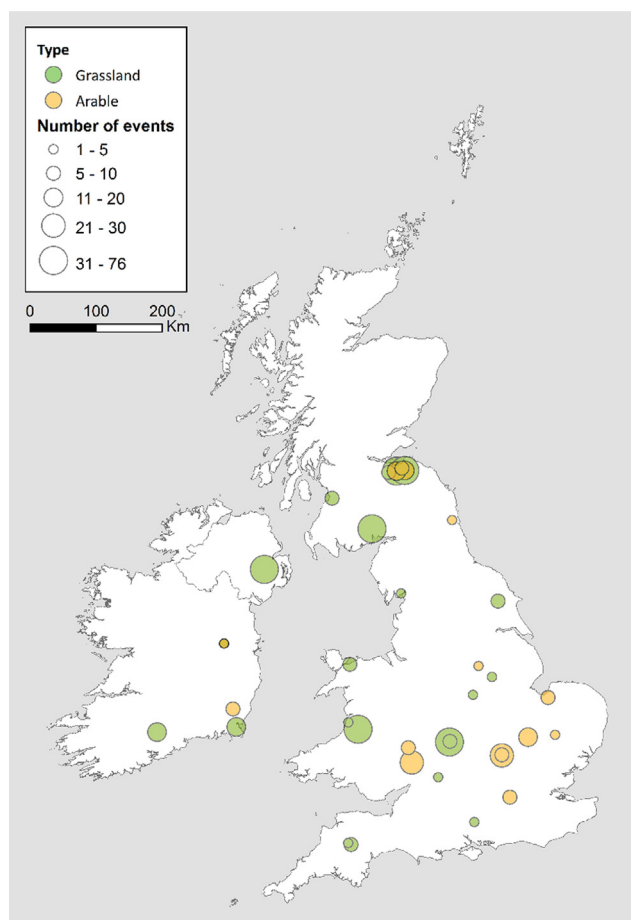 Type
Grassland
Arable
Number of events
1 - 5
5 - 10
11 - 20
21 - 30
31 - 76
0 100 200
Km